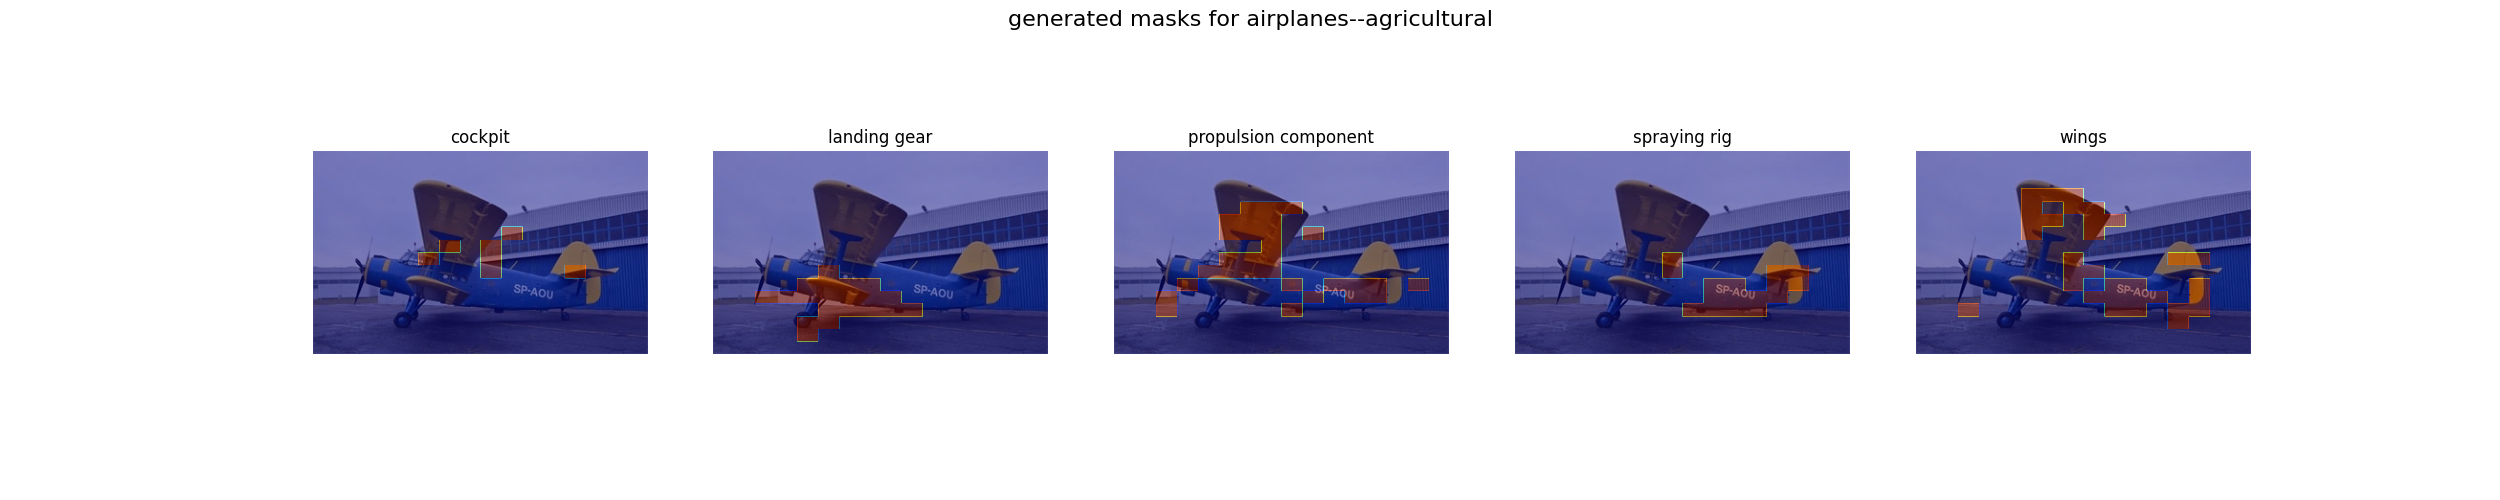 generated masks for airplanes--agricultural
cockpit
landing gear
propulsion component
spraying rig
wings
SP-AOU
SP-AOU
SP-AOU
SP-AOU
SP-AOU